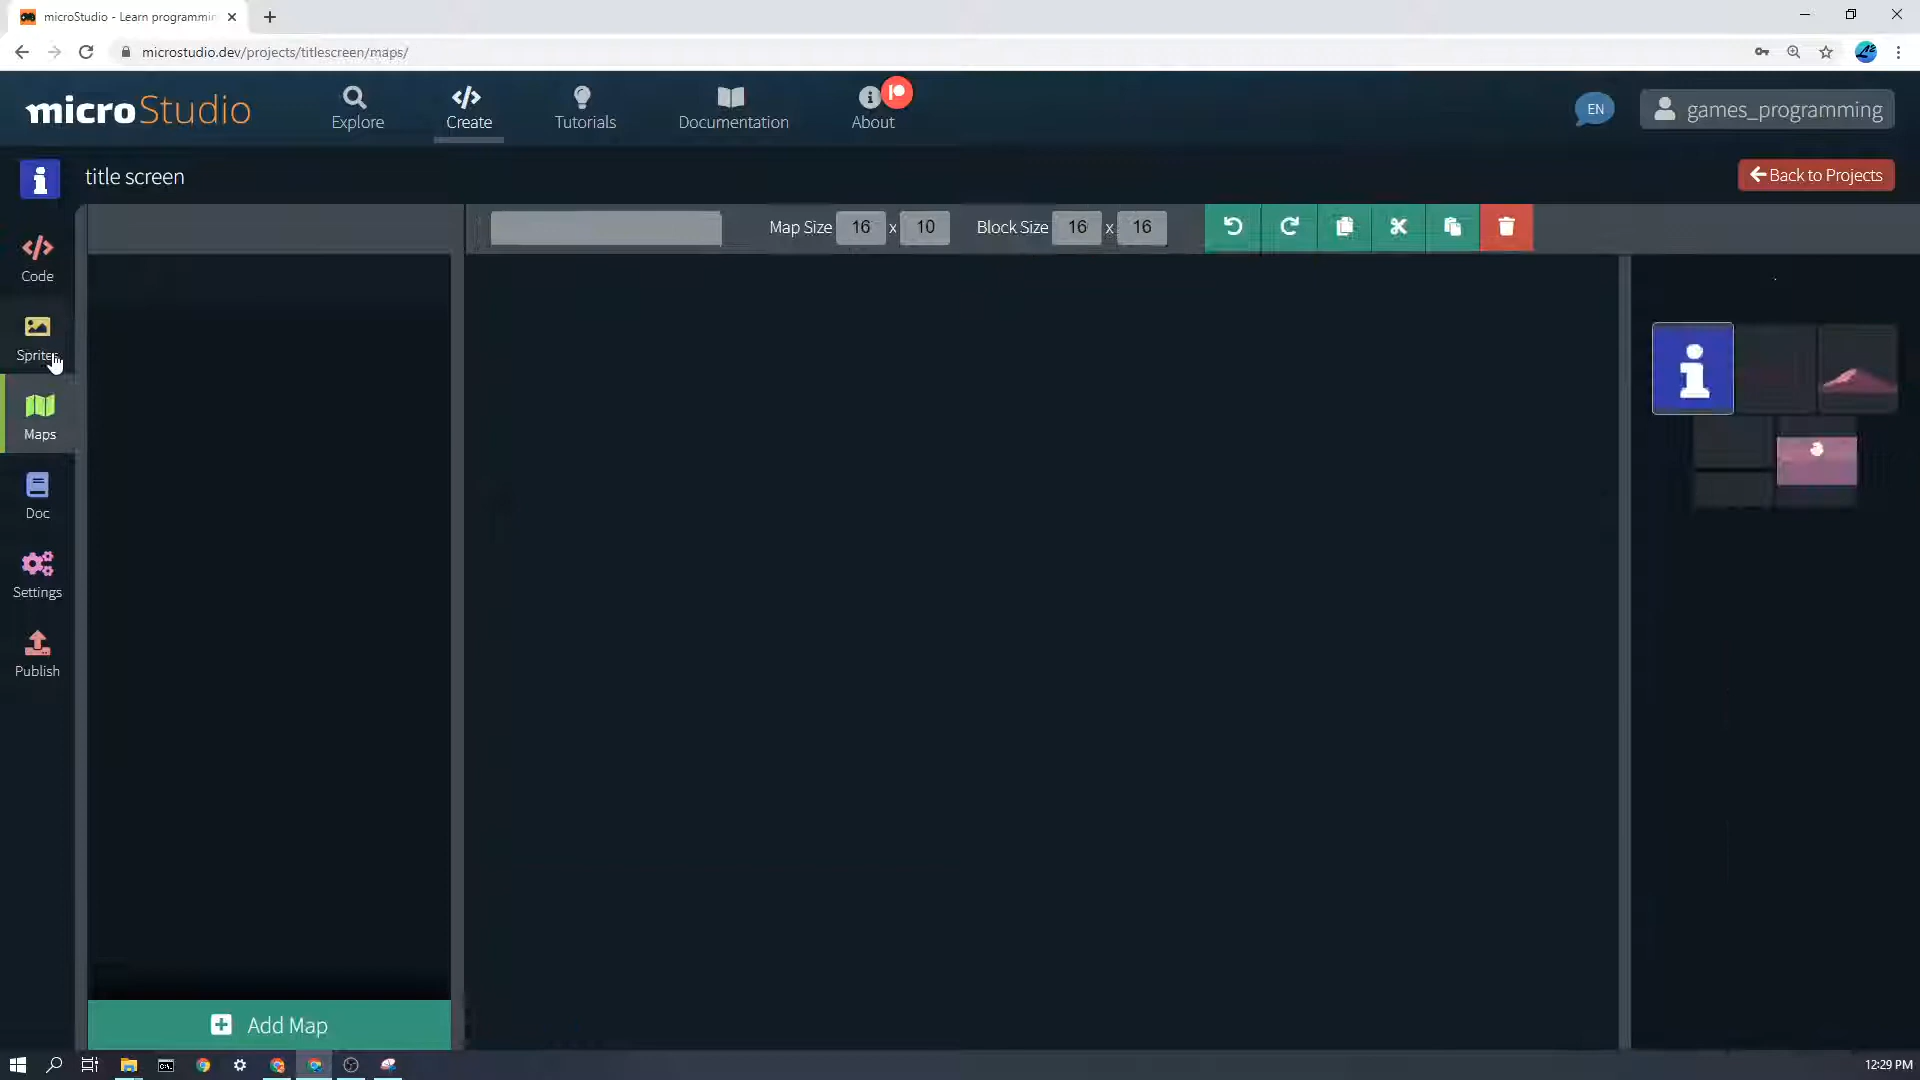 microStudio - Learn programmin
microstudio.dev/projects/titlescreen/maps/
microStudio
Explore
Create
Tutorials
Documentation
About
EN
games_programming
title screen
Back to Projects
Map Size 16 x 10
Block Size 16 x 16
Code
Sprites
Maps
Doc
Settings
Publish
Add Map
12:29 PM